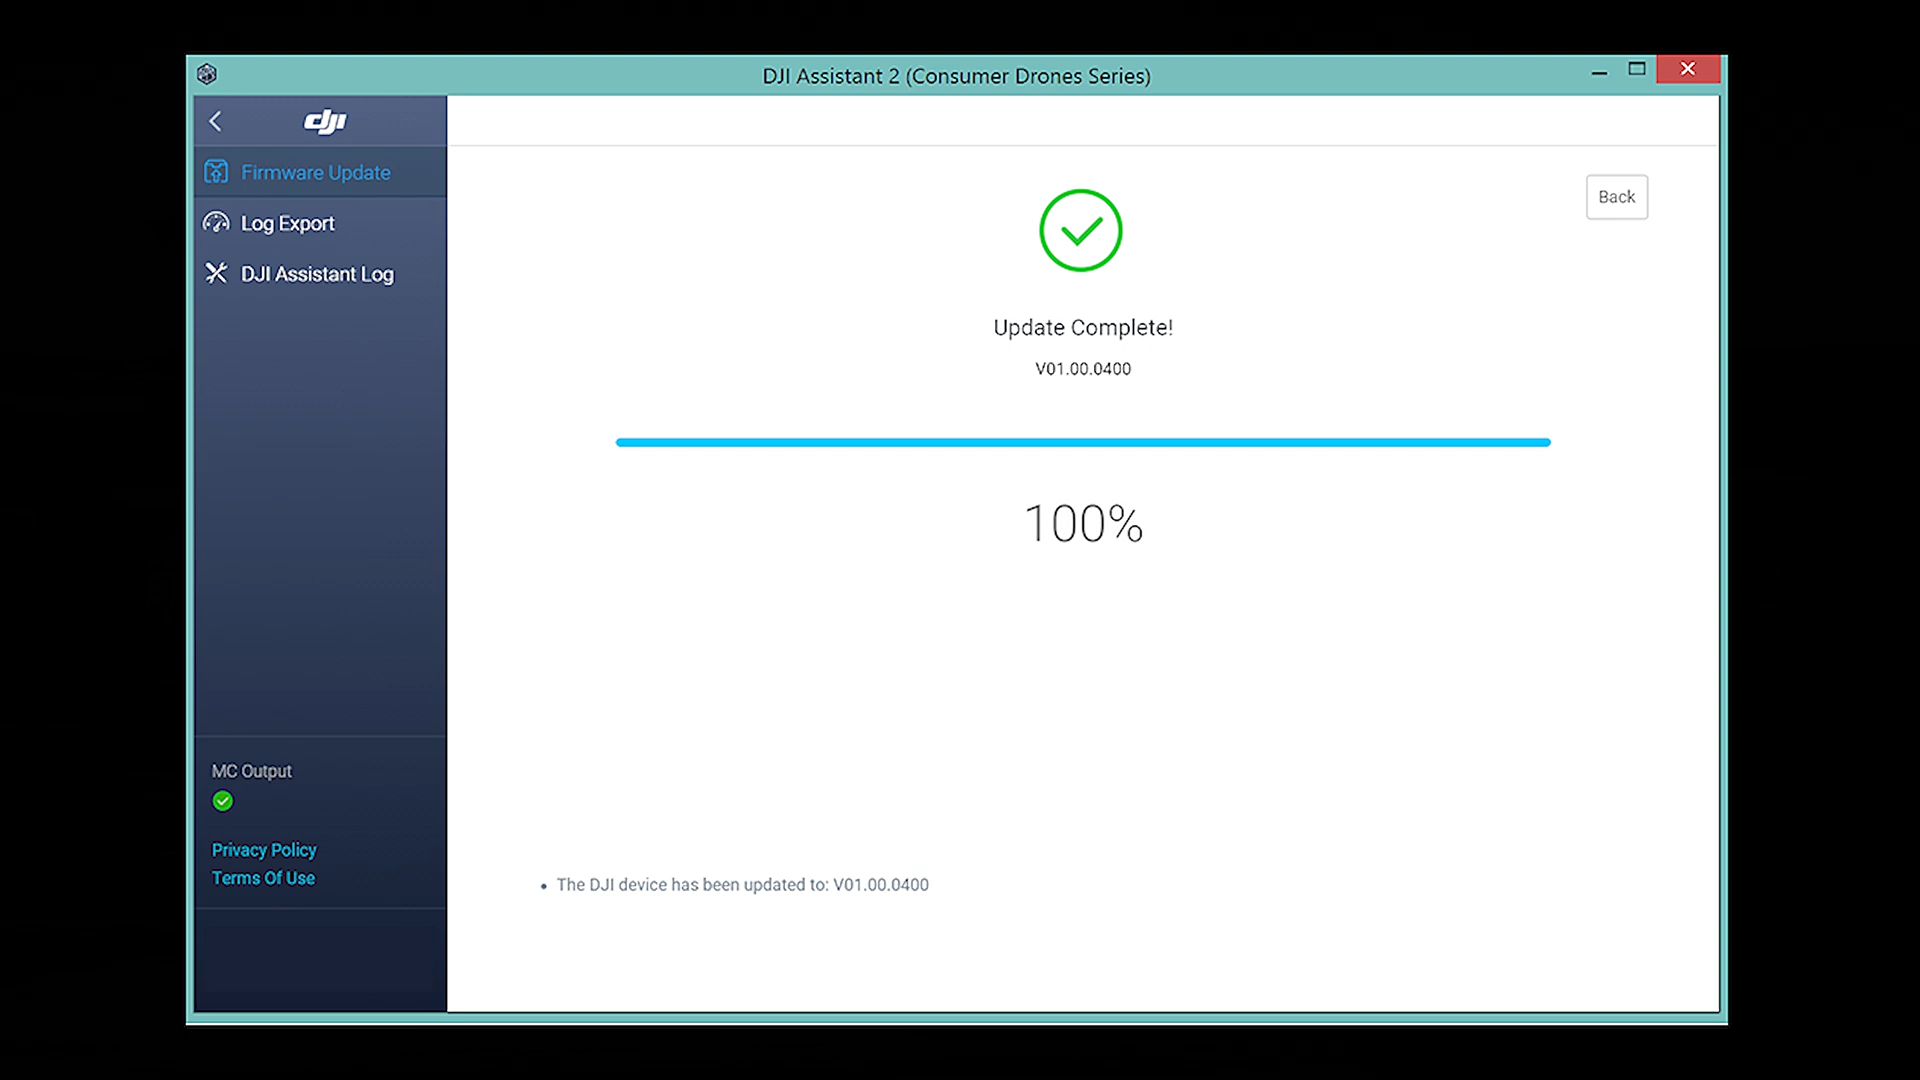 DJI Assistant 2 (Consumer Drones Series)
dji
Firmware Update
Log Export
DJI Assistant Log
Back
Update Complete!
V01.00.0400
100%
MC Output
Privacy Policy
Terms Of Use
• The DJI device has been updated to: V01.00.0400